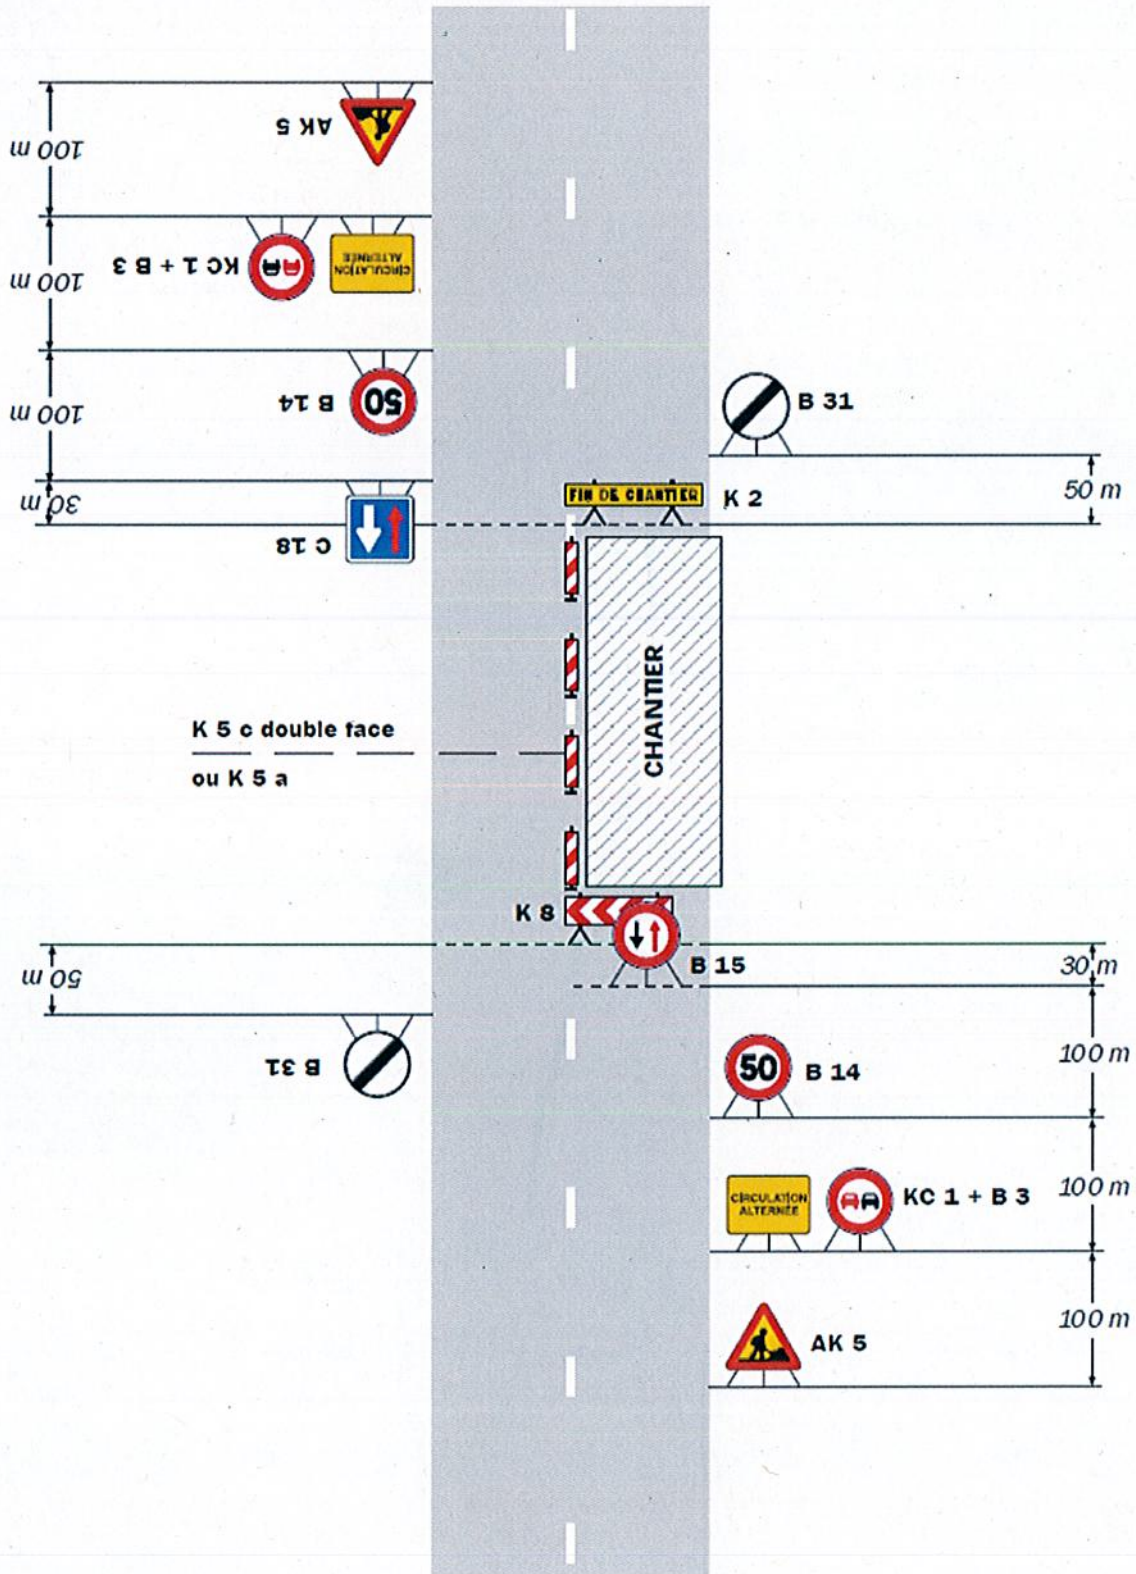 AK 5
100 m
KC 1 + B 3
CIRCULATION
ALTERNÉE
100 m
B 14
50
100 m
B 31
FIN DE CHANTIER
K 2
50 m
30 m
C 18
CHANTIER
K 5 c double face
ou K 5 a
K 8
B 15
30 m
50 m
B 31
50
B 14
100 m
CIRCULATION
ALTERNÉE
KC 1 + B 3
100 m
AK 5
100 m